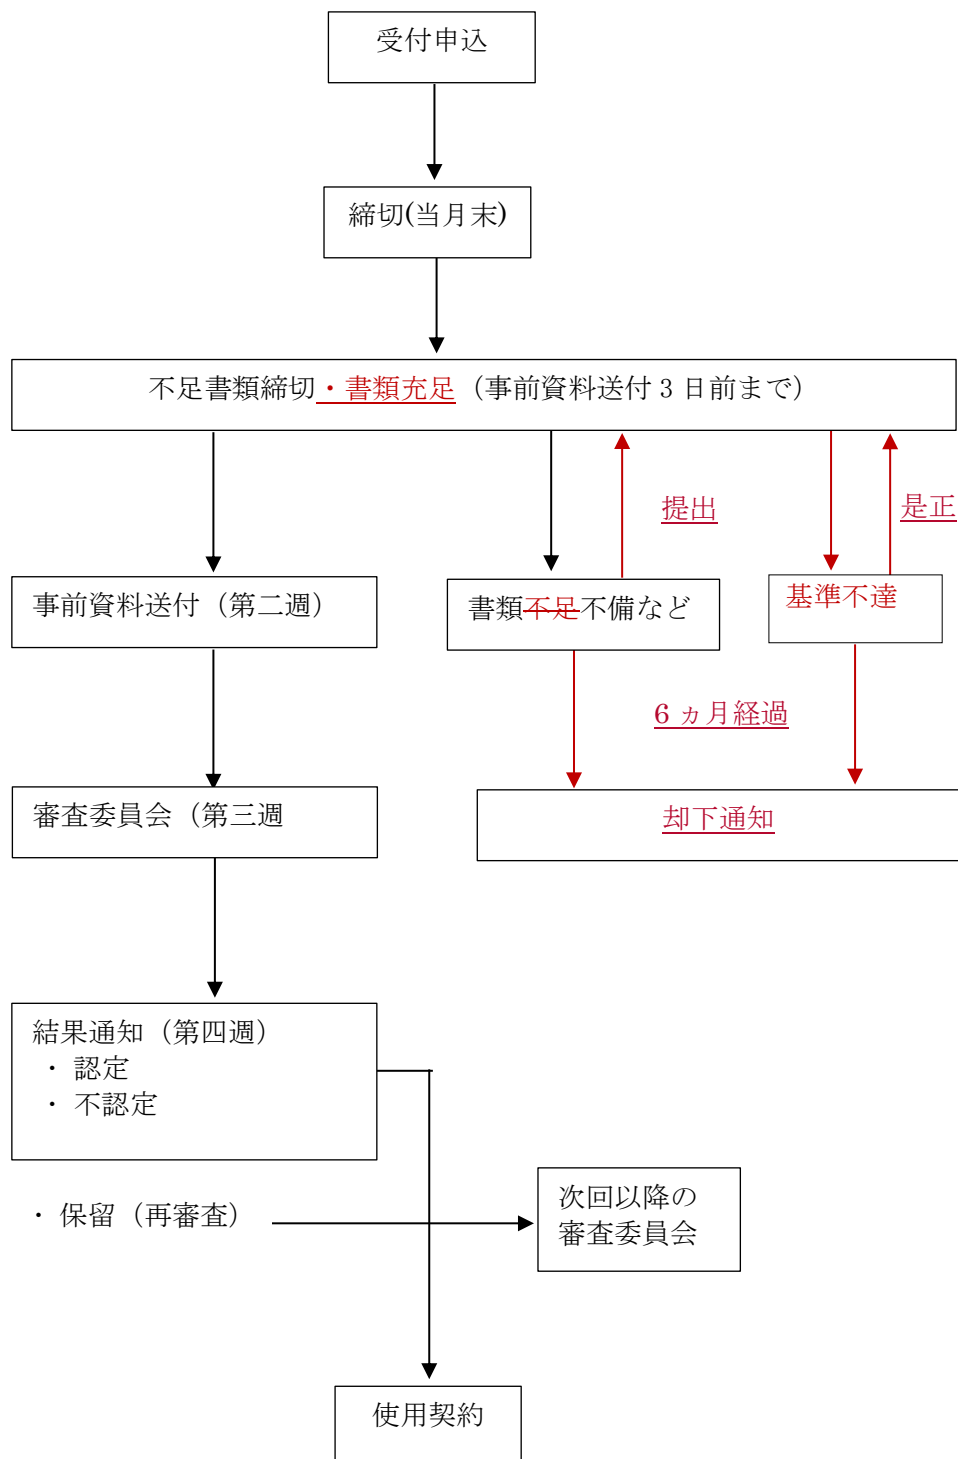 受付申込
締切(当月末)
不足書類締切・書類充足（事前資料送付 3 日前まで）
提出
是正
事前資料送付（第二週）
書類不足不備など
基準不達
6 ヵ月経過
審査委員会（第三週
却下通知
結果通知（第四週）
・ 認定
・ 不認定
・ 保留（再審査）
次回以降の
審査委員会
使用契約